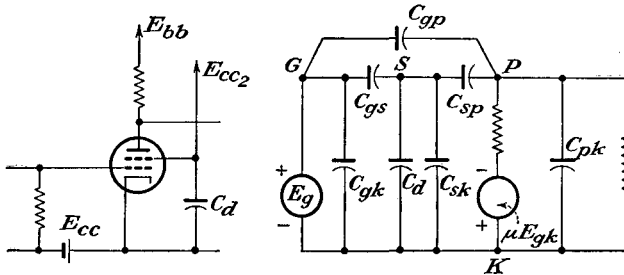 E_bb
E_cc2
C_d
E_cc
C_gp
G
S
P
C_gs
C_sp
+
E_g
-
C_gk
C_d
C_sk
-
+
μE_gk
C_pk
K